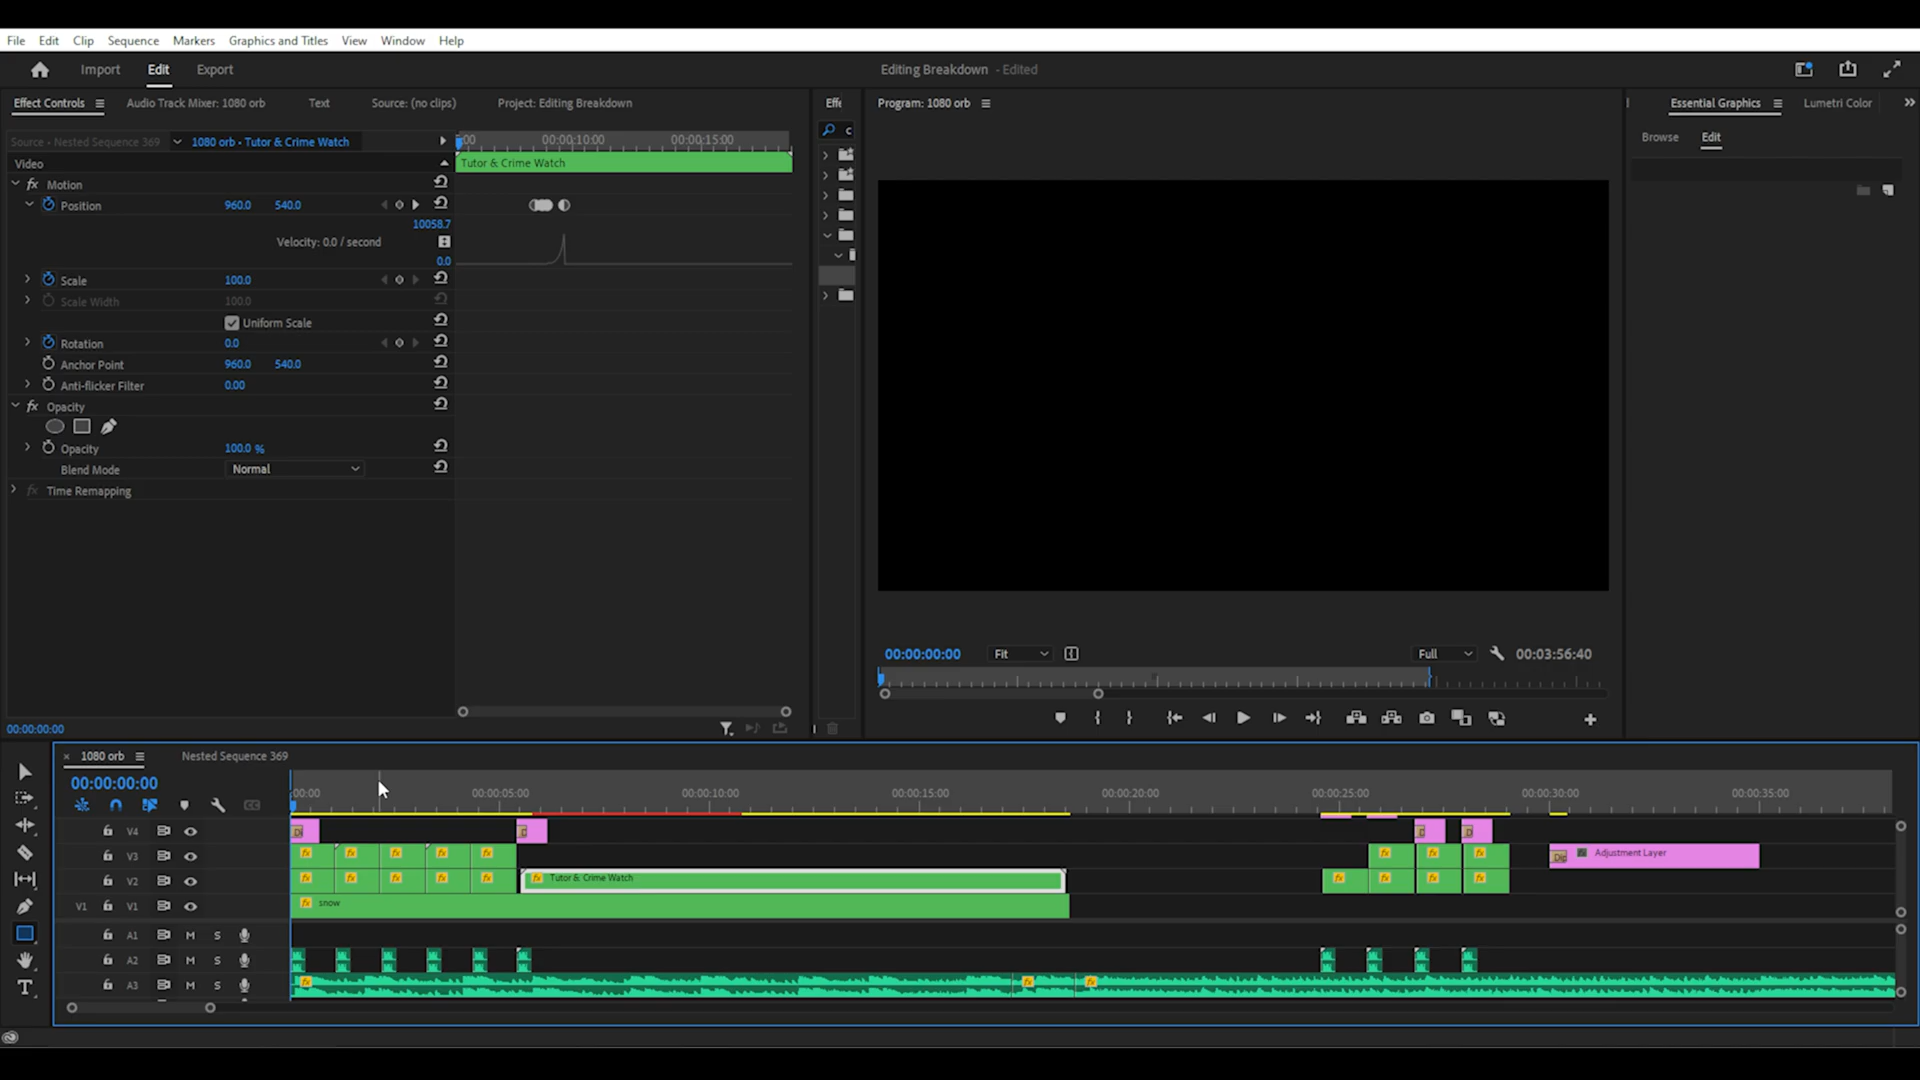 File Edit Clip Sequence Markers Graphics and Titles View Window Help
Import Edit Export
Editing Breakdown - Edited
Effect Controls Audio Track Mixer: 1080 orb Text Source: (no clips) Project: Editing Breakdown
Effe
Program: 1080 orb
Essential Graphics Lumetri Color
Source • Nested Sequence 369 1080 orb • Tutor & Crime Watch
:00 00:00:10:00 00:00:15:00
Browse Edit
Video
Tutor & Crime Watch
fx Motion
Position 960.0 540.0
10058.7
Velocity: 0.0 / second
0.0
Scale 100.0
Scale Width 100.0
Uniform Scale
Rotation 0.0
Anchor Point 960.0 540.0
Anti-flicker Filter 0.00
fx Opacity
Opacity 100.0 %
Blend Mode Normal
fx Time Remapping
00:00:00:00 Fit Full 00:03:56:40
00:00:00:00
1080 orb Nested Sequence 369
00:00:00:00
:00:00 00:00:05:00 00:00:10:00 00:00:15:00 00:00:20:00 00:00:25:00 00:00:30:00 00:00:35:00
V4
V3
Adjustment Layer
V2
fx Tutor & Crime Watch
V1 V1
fx snow
A1 M S
A2 M S
A3 M S